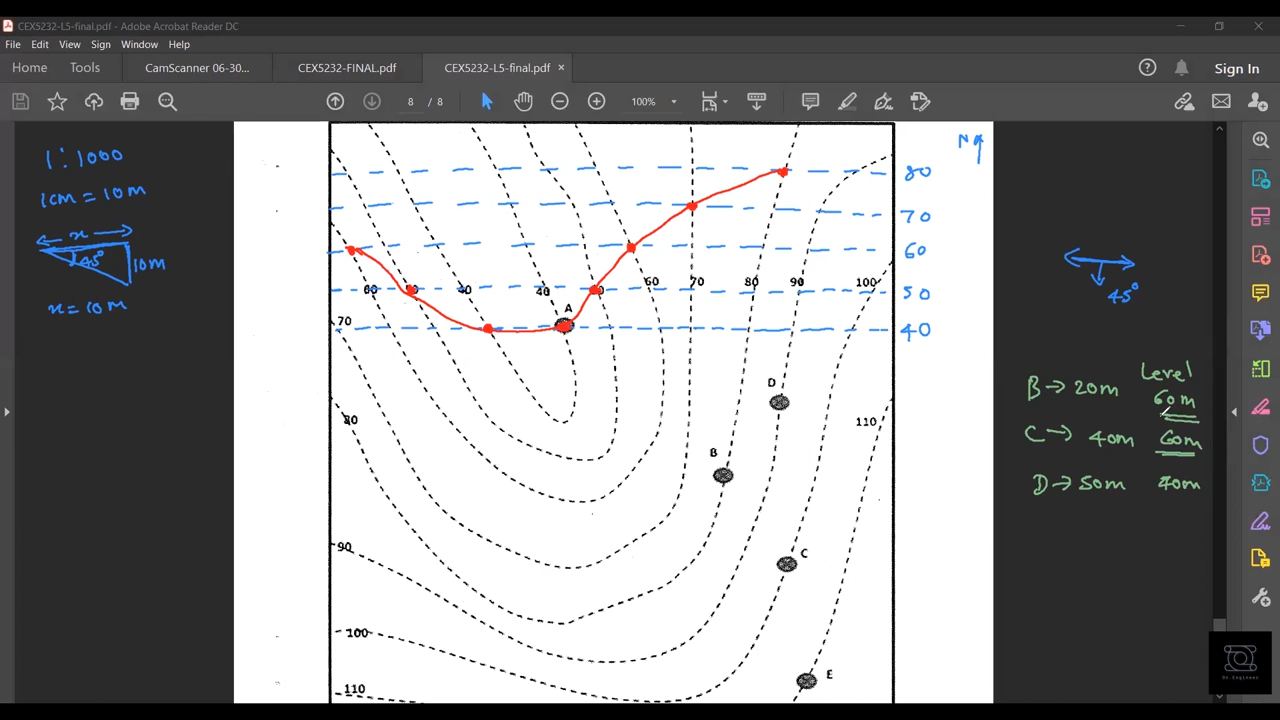 CEX5232-L5-final.pdf - Adobe Acrobat Reader DC
File Edit View Sign Window Help
Home Tools CamScanner 06-30... CEX5232-FINAL.pdf CEX5232-L5-final.pdf × Sign In
8 / 8 100%
1:1000
1cm = 10m
x
45°
10m
x = 10m
N
80
70
60
50
40
60 50 40 40 50 60 70 80 90 100
A
70
45°
D
80
110
B
Level
B → 20m 60m
C → 40m 60m
D → 50m 40m
90
C
100
E
110
Dr.Engineer